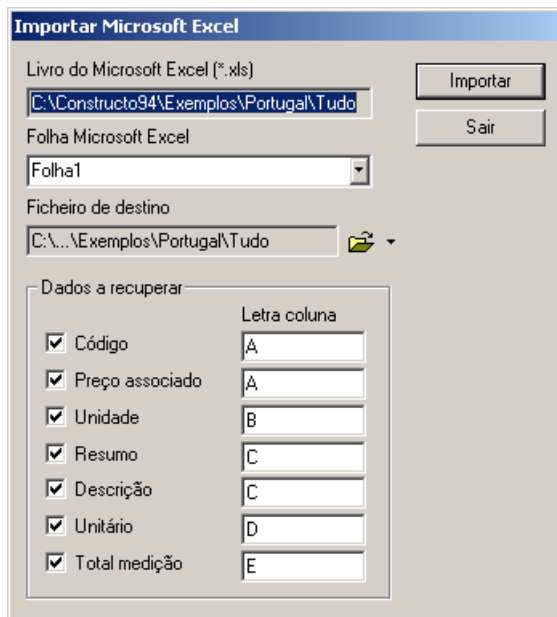 Importar Microsoft Excel
Livro do Microsoft Excel (*.xls)
Importar
C:\Constructo94\Exemplos\Portugal\Tudo
Sair
Folha Microsoft Excel
Folha1
Ficheiro de destino
C:\...\Exemplos\Portugal\Tudo
Dados a recuperar
Letra coluna
Código A
Preço associado A
Unidade B
Resumo C
Descrição C
Unitário D
Total medição E